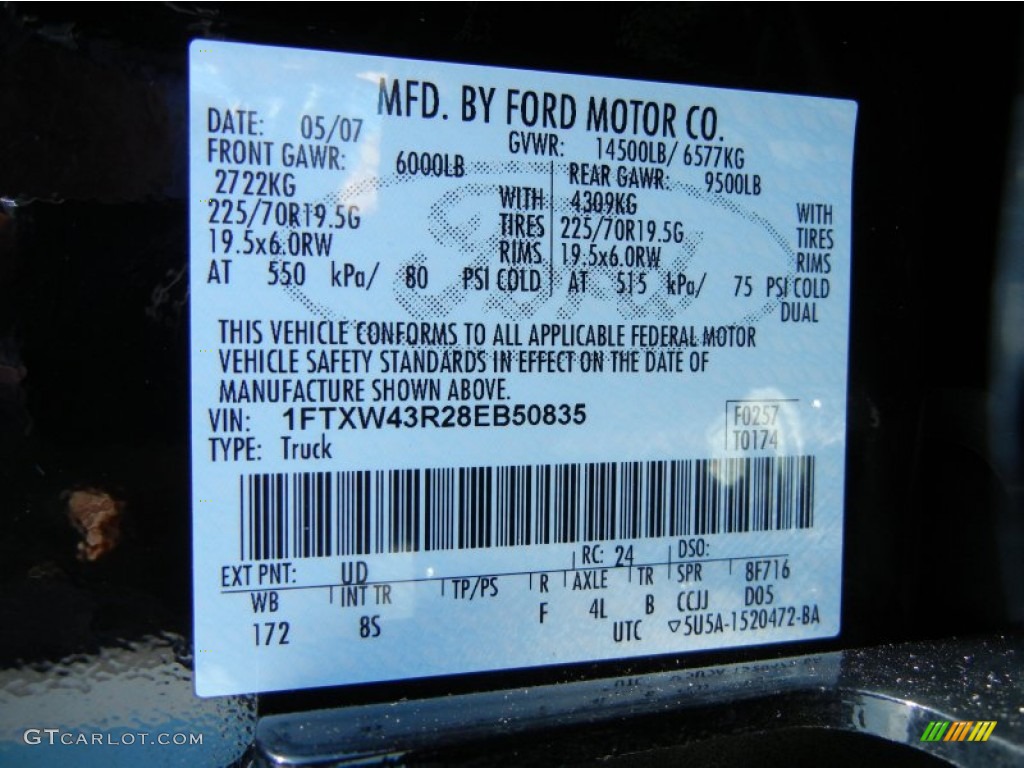 MFD. BY FORD MOTOR CO.
DATE: 05/07 GVWR: 14500LB/ 6577KG
FRONT GAWR: 6000LB REAR GAWR: 9500LB
2722KG WITH 4309KG WITH
225/70R19.5G TIRES 225/70R19.5G TIRES
19.5x6.0RW RIMS 19.5x6.0RW RIMS
AT 550 kPa/ 80 PSI COLD AT 515 kPa/ 75 PSI COLD
DUAL
THIS VEHICLE CONFORMS TO ALL APPLICABLE FEDERAL MOTOR
VEHICLE SAFETY STANDARDS IN EFFECT ON THE DATE OF
MANUFACTURE SHOWN ABOVE.
VIN: 1FTXW43R28EB50835 F0257
TYPE: Truck T0174
EXT PNT: UD RC: 24 DSO:
WB INT TR TP/PS R AXLE TR SPR 8F716
172 8S F 4L B CCJJ D05
UTC ▽5U5A-1520472-BA
GTCARLOT.COM